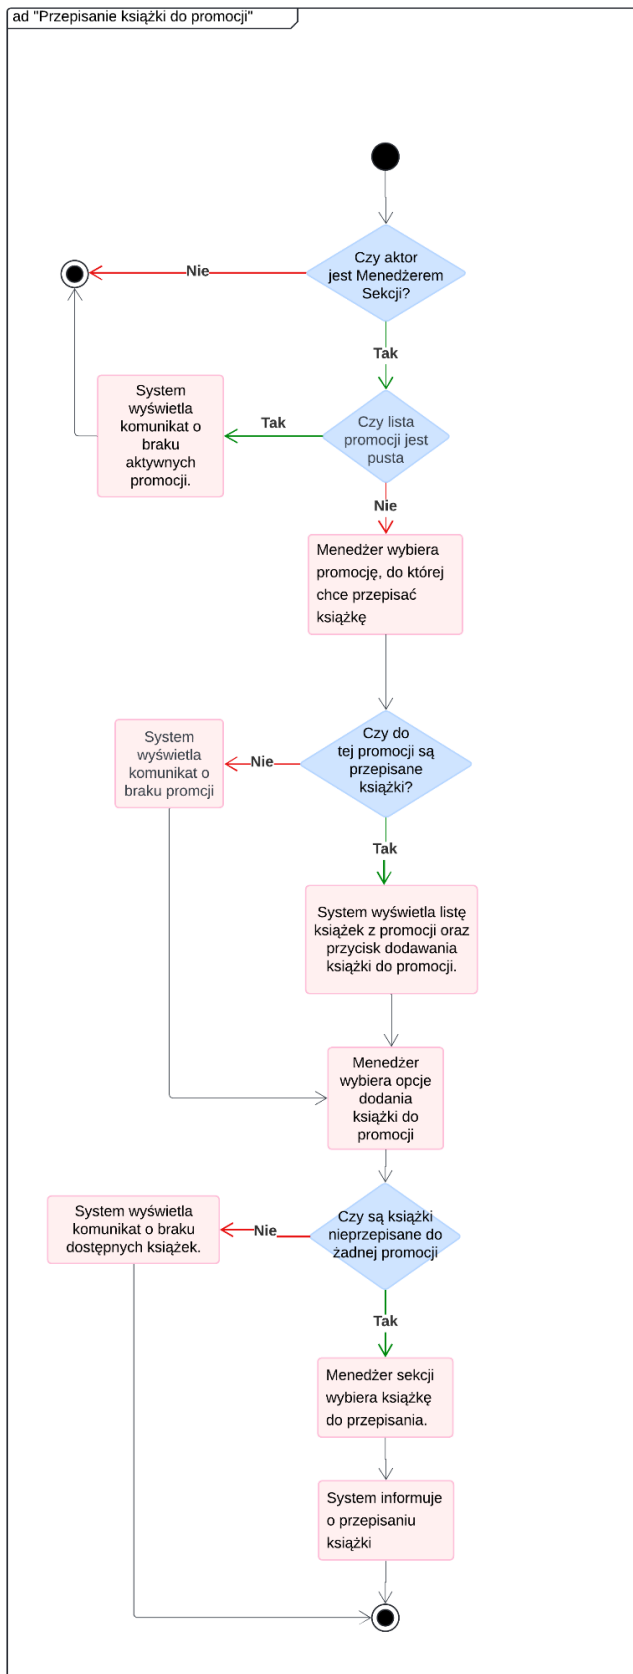 ad "Przepisanie książki do promocji"
Czy aktor
jest Menedżerem
Sekcji?
Nie
Tak
System
wyświetla
komunikat o
braku
aktywnych
promocji.
Tak
Czy lista
promocji jest
pusta
Nie
Menedżer wybiera
promocję, do której
chce przepisać
książkę
Czy do
tej promocji są
przepisane
książki?
Nie
System
wyświetla
komunikat o
braku promcji
Tak
System wyświetla listę
książek z promocji oraz
przycisk dodawania
książki do promocji.
Menedżer
wybiera opcje
dodania
książki do
promocji
Czy są książki
nieprzepisane do
żadnej promocji
Nie
System wyświetla
komunikat o braku
dostępnych książek.
Tak
Menedżer sekcji
wybiera książkę
do przepisania.
System informuje
o przepisaniu
książki